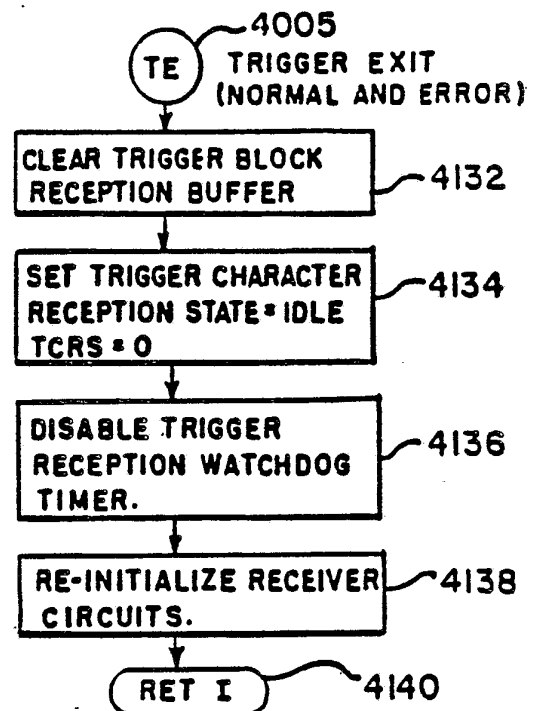 4005
TE TRIGGER EXIT
(NORMAL AND ERROR)
CLEAR TRIGGER BLOCK
RECEPTION BUFFER
4132
SET TRIGGER CHARACTER
RECEPTION STATE=IDLE
TCRS=0
4134
DISABLE TRIGGER
RECEPTION WATCHDOG
TIMER.
4136
RE-INITIALIZE RECEIVER
CIRCUITS.
4138
RET I
4140